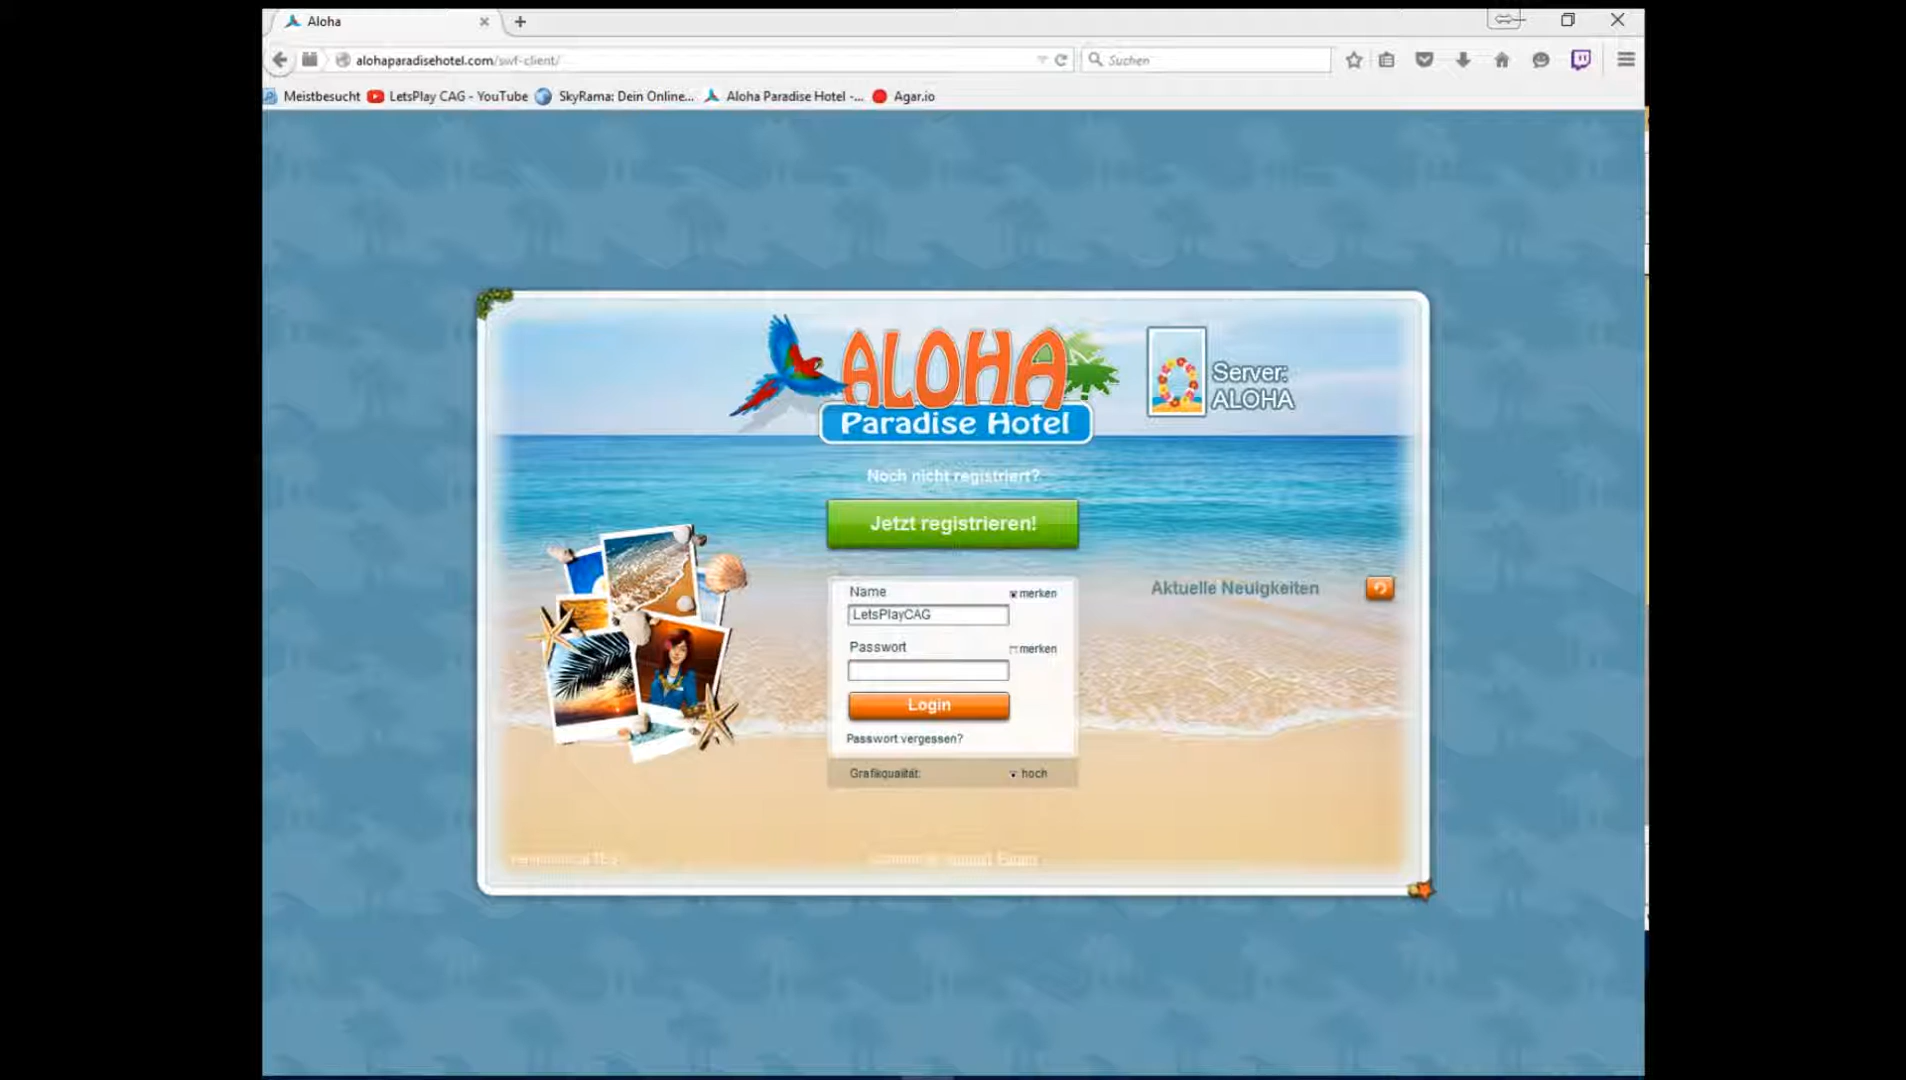 Aloha
alohaparadisehotel.com/swf-client/
Suchen
Meistbesucht LetsPlay CAG - YouTube SkyRama: Dein Online... Aloha Paradise Hotel -... Agar.io
ALOHA
Paradise Hotel
Server:
ALOHA
Noch nicht registriert?
Jetzt registrieren!
Name merken
LetsPlayCAG
Aktuelle Neuigkeiten
Passwort merken
Login
Passwort vergessen?
Grafikqualität: hoch